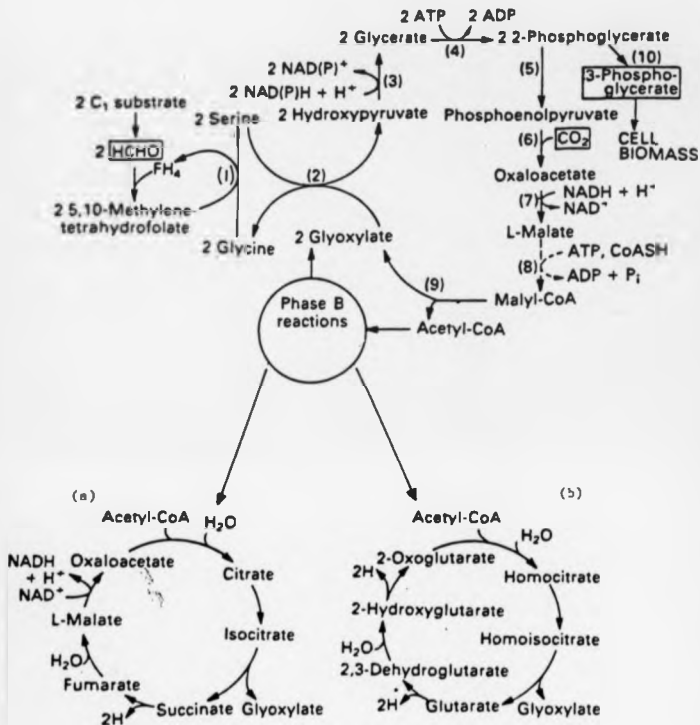 2 ATP 2 ADP
2 Glycerate (4) 2 2-Phosphoglycerate
2 NAD(P)⁺
2 NAD(P)H + H⁺ (3)
(5) (10)
3-Phospho-
glycerate
2 C₁ substrate
2 Serine
2 Hydroxypyruvate
Phosphoenolpyruvate
2 HCHO
FH₄
(1)
(2)
(6) CO₂
CELL
BIOMASS
Oxaloacetate
2 5,10-Methylene-
tetrahydrofolate
(7) NADH + H⁺
NAD⁺
2 Glycine
2 Glyoxylate
L-Malate
(8) ATP, CoASH
ADP + Pᵢ
(9)
Malyl-CoA
Phase B
reactions
Acetyl-CoA
(a)
Acetyl-CoA
H₂O
NADH
+ H⁺
NAD⁺
Oxaloacetate
Citrate
L-Malate
Isocitrate
H₂O
Fumarate
2H
Succinate
Glyoxylate
(b)
Acetyl-CoA
H₂O
2-Oxoglutarate
2H
Homocitrate
2-Hydroxyglutarate
Homoisocitrate
H₂O
2,3-Dehydroglutarate
2H
Glutarate
Glyoxylate